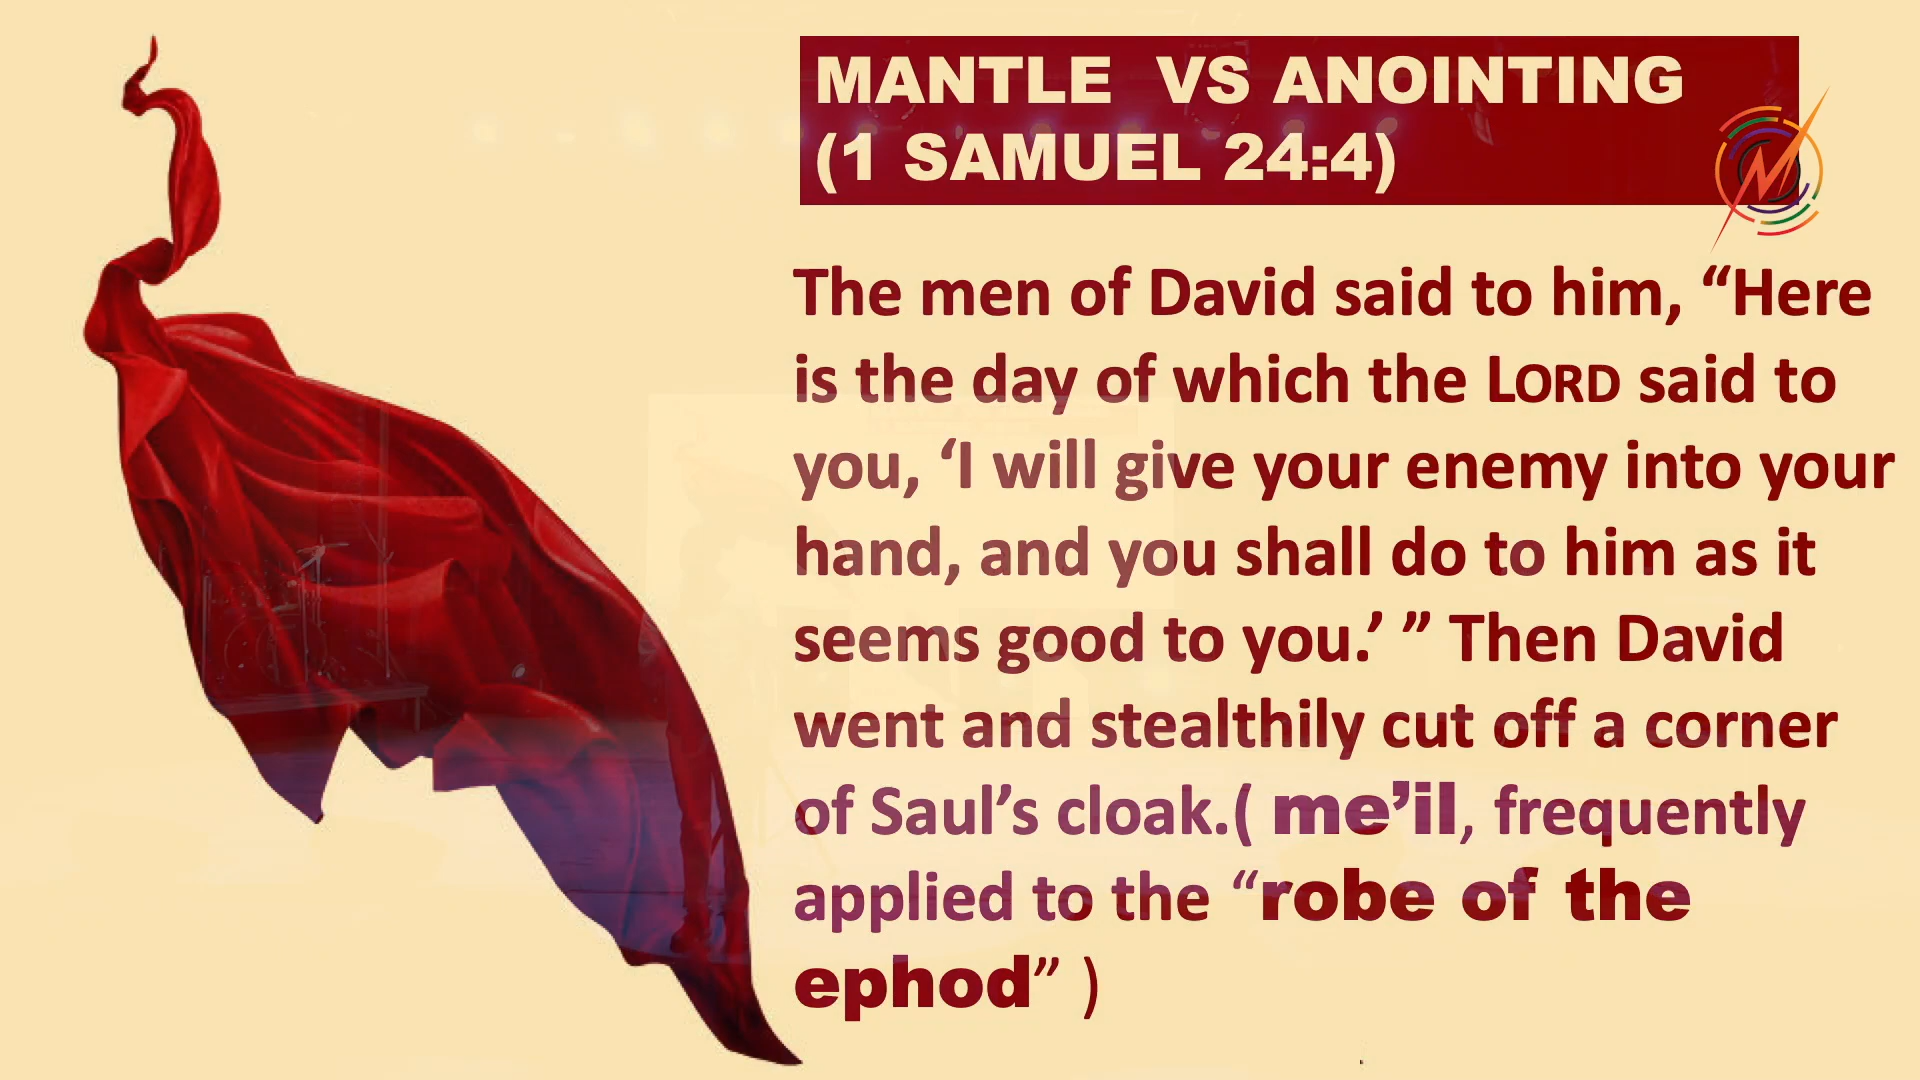 MANTLE VS ANOINTING
(1 SAMUEL 24:4)
The men of David said to him, “Here
is the day of which the LORD said to
you, ‘I will give your enemy into your
hand, and you shall do to him as it
seems good to you.’ ” Then David
went and stealthily cut off a corner
of Saul’s cloak.( me’il, frequently
applied to the “robe of the
ephod” )